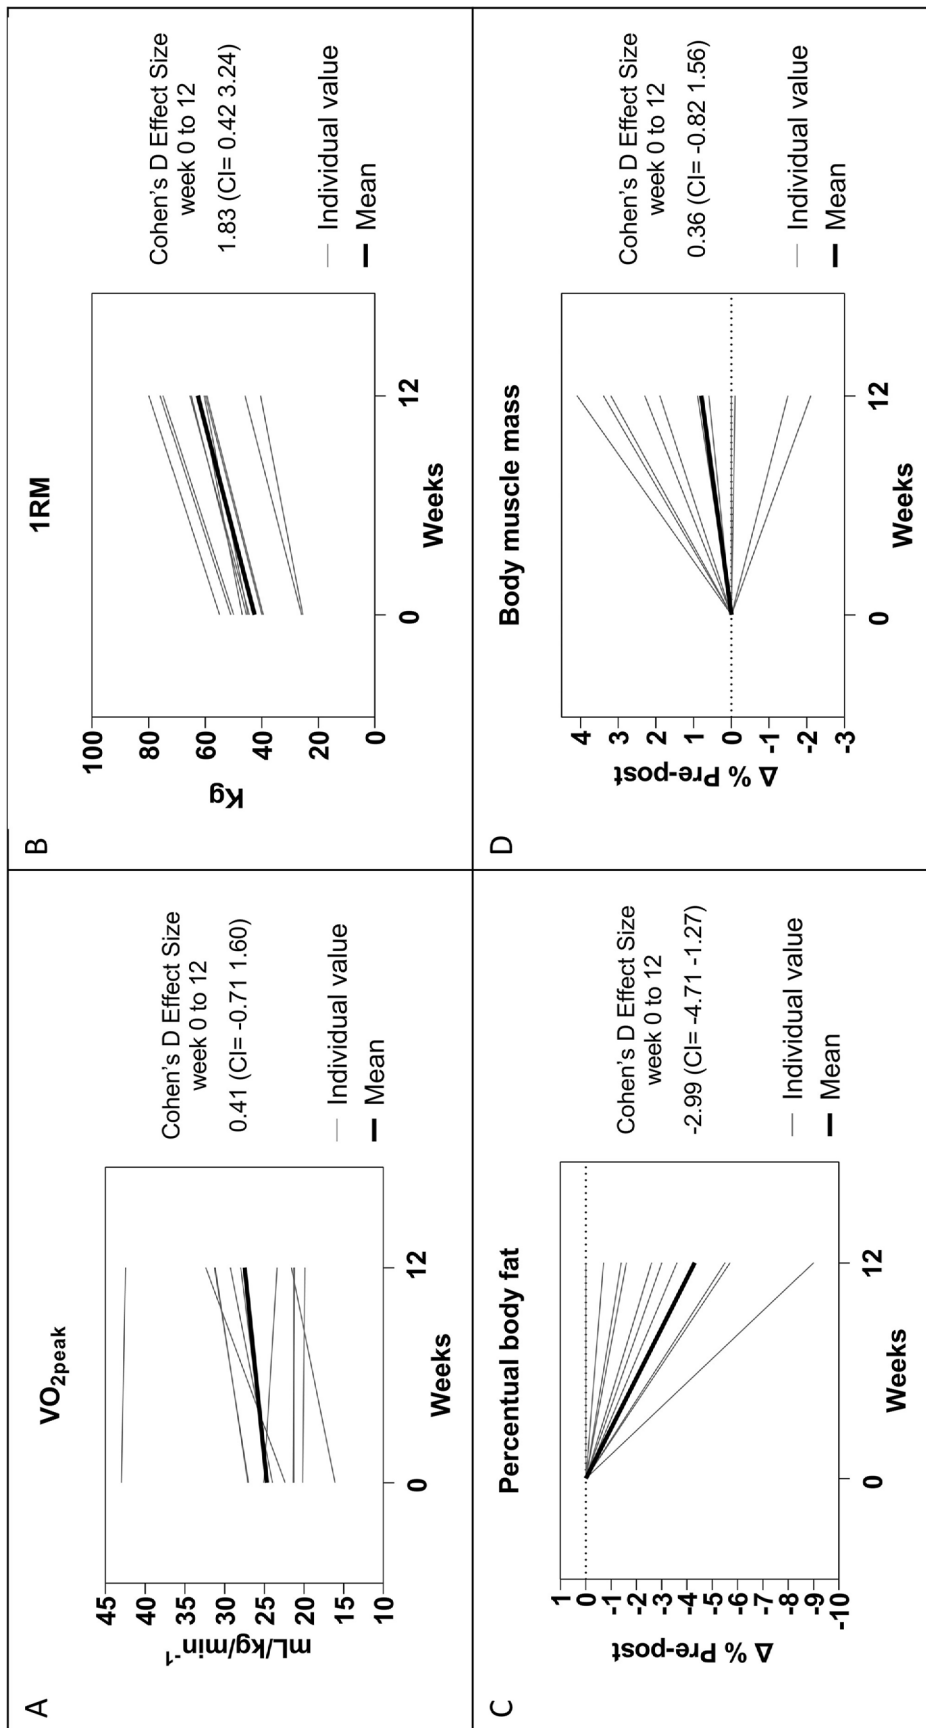 A
VO2peak
mL/kg/min-1
45
40
35
30
25
20
15
10
0
12
Weeks
Cohen's D Effect Size
week 0 to 12
0.41 (CI= -0.71 1.60)
Individual value
Mean
B
1RM
Kg
100
80
60
40
20
0
0
12
Weeks
Cohen's D Effect Size
week 0 to 12
1.83 (CI= 0.42 3.24)
Individual value
Mean
C
Percentual body fat
Δ % Pre-post
1
0
-1
-2
-3
-4
-5
-6
-7
-8
-9
-10
0
12
Weeks
Cohen's D Effect Size
week 0 to 12
-2.99 (CI= -4.71 -1.27)
Individual value
Mean
D
Body muscle mass
Δ % Pre-post
4
3
2
1
0
-1
-2
-3
0
12
Weeks
Cohen's D Effect Size
week 0 to 12
0.36 (CI= -0.82 1.56)
Individual value
Mean